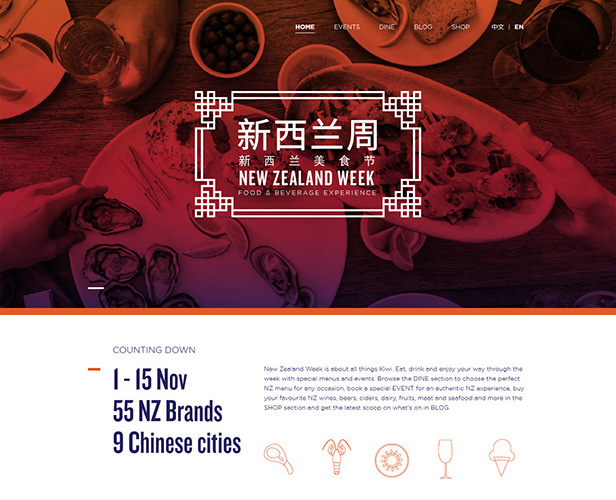 HOME EVENTS DINE BLOG SHOP 中文 | EN
新西兰周
新西兰美食节
NEW ZEALAND WEEK
FOOD & BEVERAGE EXPERIENCE
COUNTING DOWN
1 - 15 Nov
55 NZ Brands
9 Chinese cities
New Zealand Week is about all things Kiwi. Eat, drink and enjoy your way through the
week with special menus and events. Browse the DINE section to choose the perfect
NZ menu for any occasion, book a special EVENT for an authentic NZ experience, buy
your favourite NZ wines, beers, ciders, dairy, fruits, meat and seafood and more in the
SHOP section and get the latest scoop on what's on in BLOG.